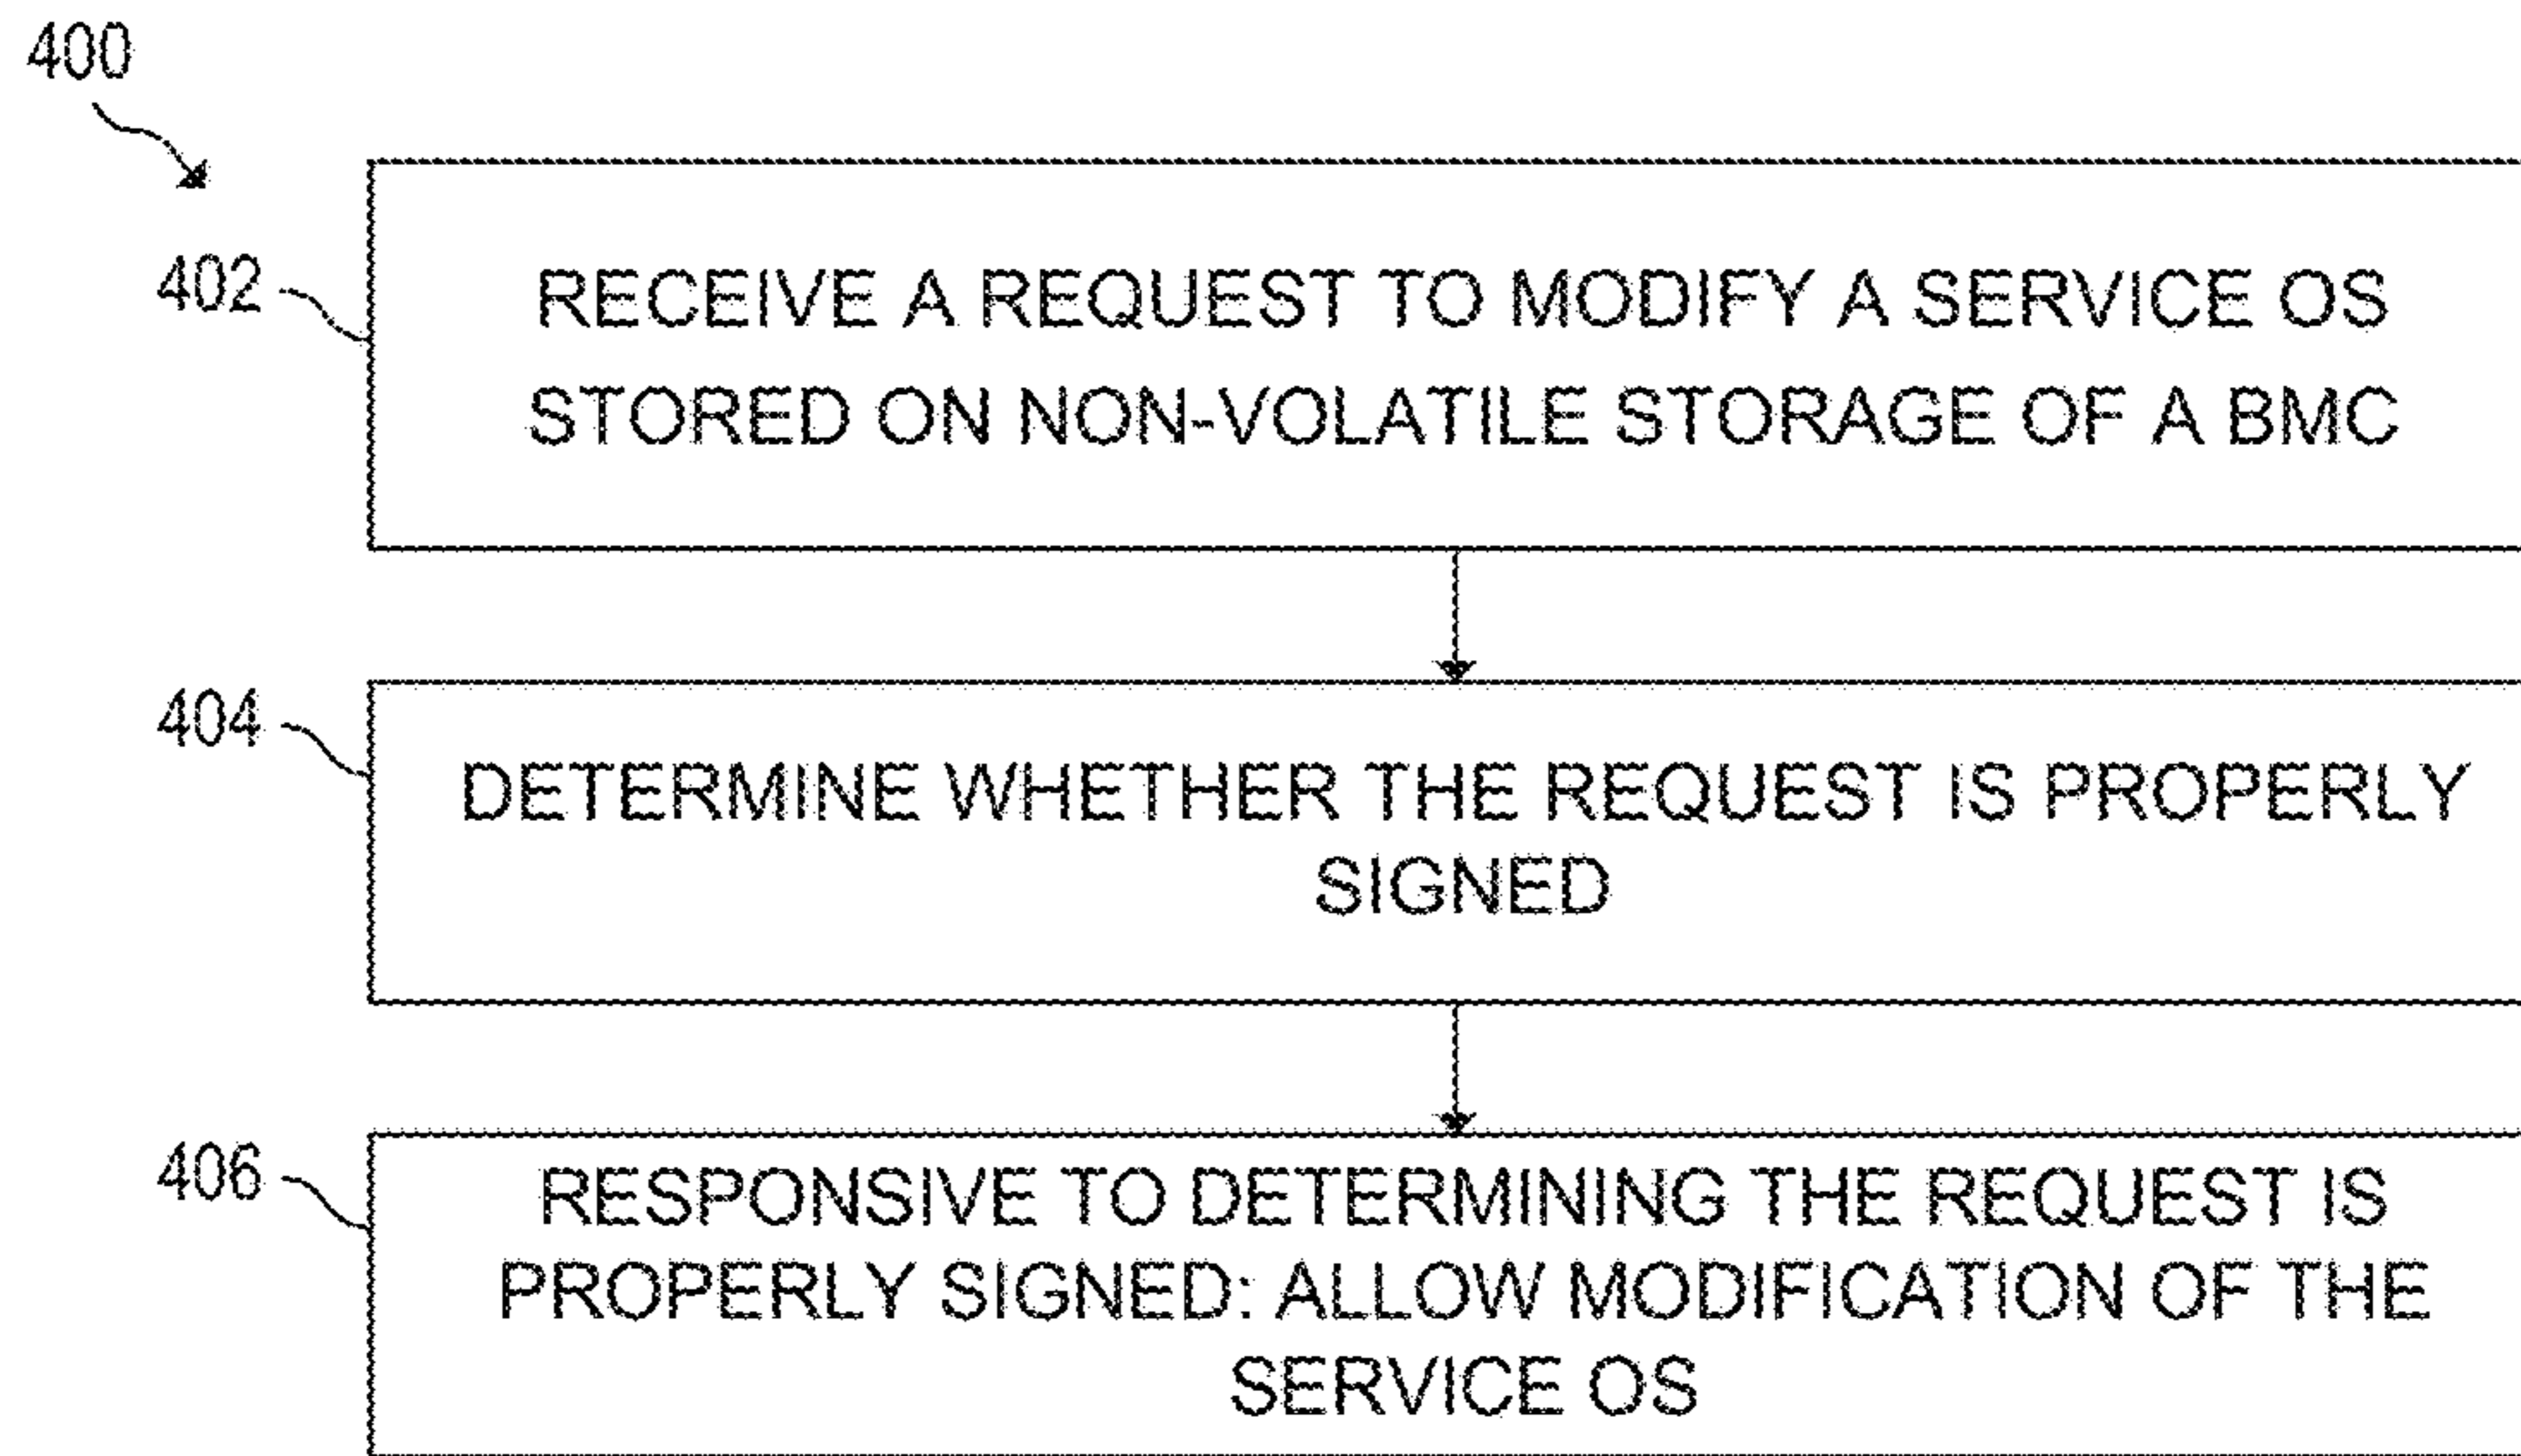 400
402
RECEIVE A REQUEST TO MODIFY A SERVICE OS
STORED ON NON-VOLATILE STORAGE OF A BMC
404
DETERMINE WHETHER THE REQUEST IS PROPERLY
SIGNED
406
RESPONSIVE TO DETERMINING THE REQUEST IS
PROPERLY SIGNED: ALLOW MODIFICATION OF THE
SERVICE OS